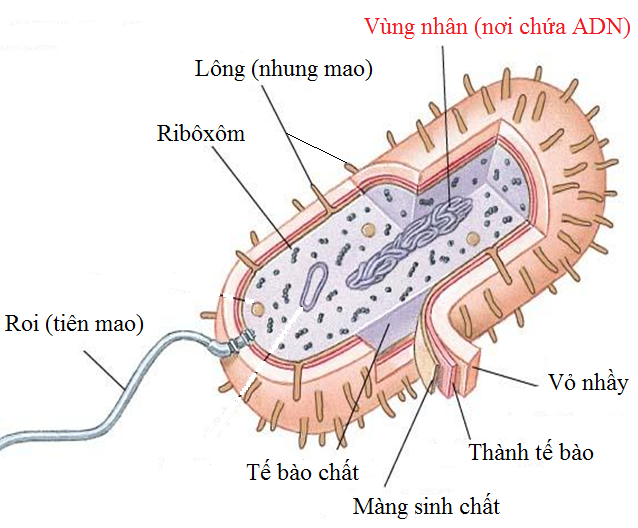 Vùng nhân (nơi chứa ADN)
Lông (nhung mao)
Ribôxôm
Roi (tiên mao)
Vỏ nhầy
Thành tế bào
Tế bào chất
Màng sinh chất